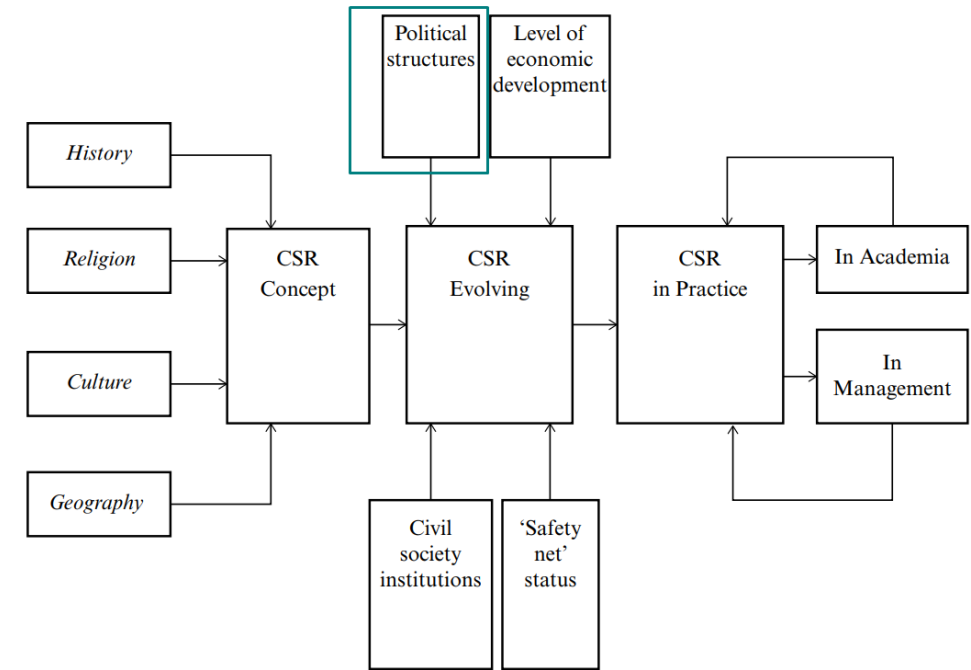 Political
structures
Level of
economic
development
History
Religion
Culture
Geography
CSR
Concept
CSR
Evolving
CSR
in Practice
In Academia
In
Management
Civil
society
institutions
‘Safety
net’
status